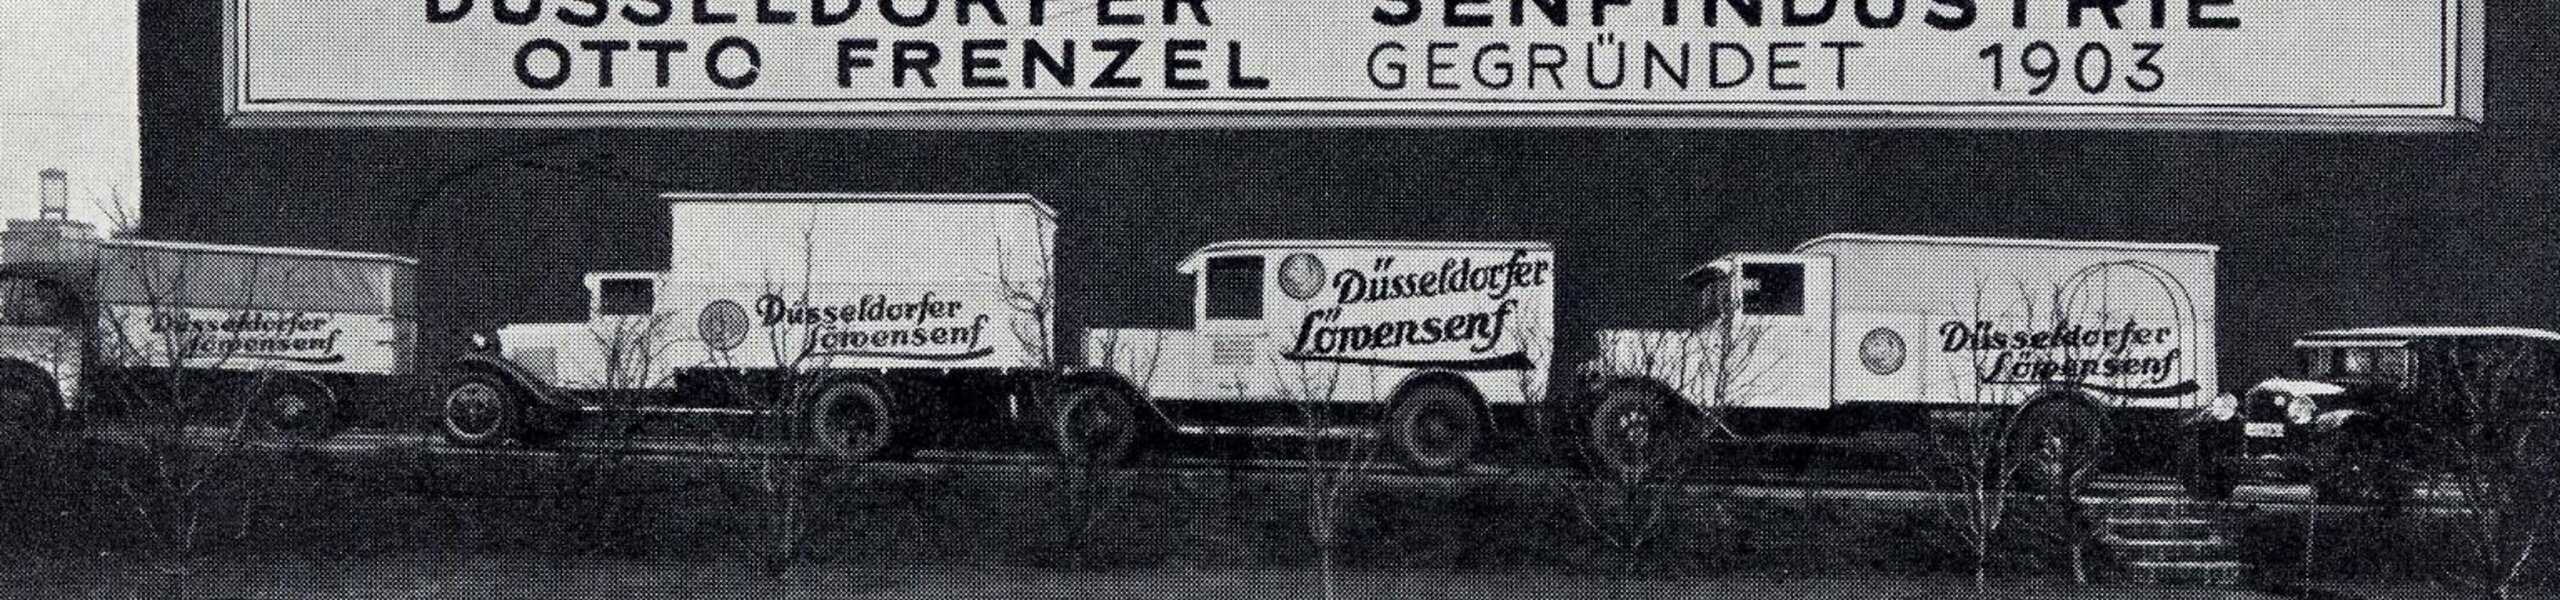 DÜSSELDORFER SENFINDUSTRIE
OTTO FRENZEL GEGRÜNDET 1903
Düsseldorfer
Löwensenf
Düsseldorfer
Löwensenf
Düsseldorfer
Löwensenf
Düsseldorfer
Löwensenf